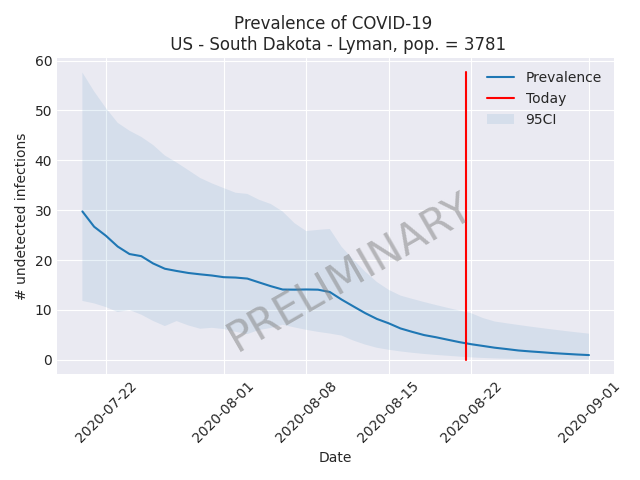 Prevalence of COVID-19
US - South Dakota - Lyman, pop. = 3781
60
50
40
30
20
10
0
# undetected infections
Prevalence
Today
95CI
PRELIMINARY
2020-07-22
2020-08-01
2020-08-08
2020-08-15
2020-08-22
2020-09-01
Date